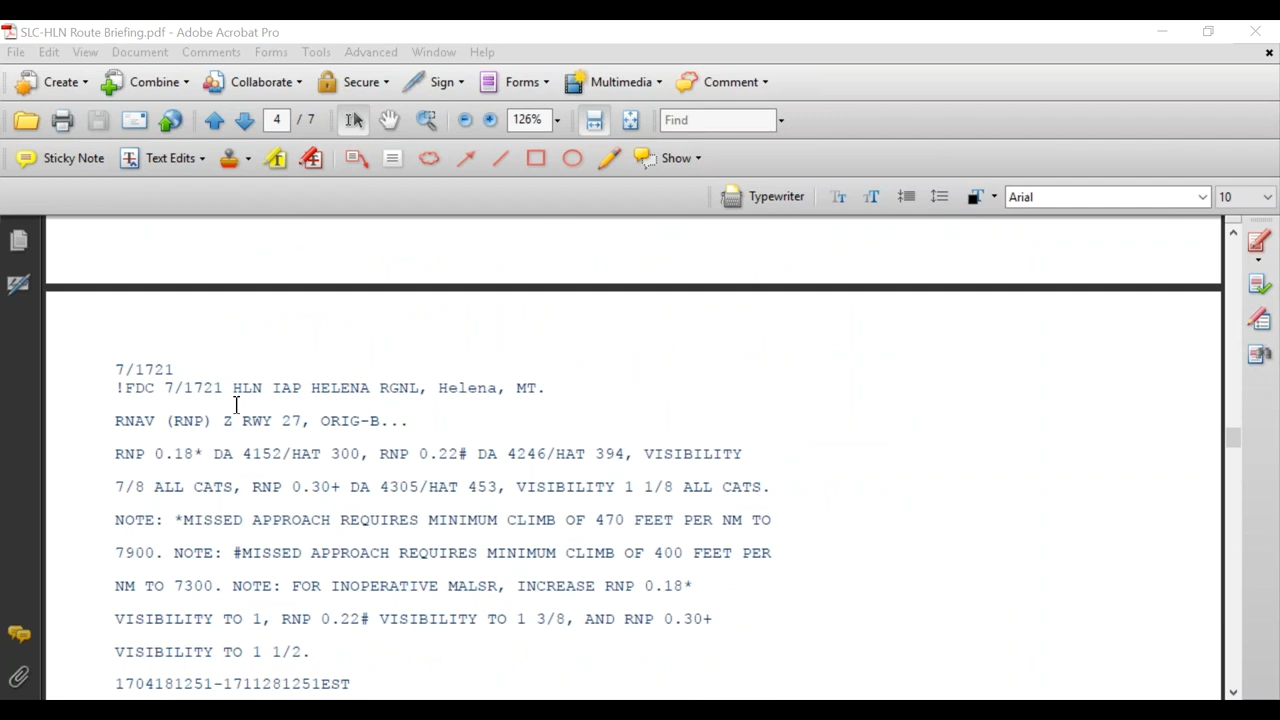 SLC-HLN Route Briefing.pdf - Adobe Acrobat Pro
File Edit View Document Comments Forms Tools Advanced Window Help
Create Combine Collaborate Secure Sign Forms Multimedia Comment
4 / 7 126% Find
Sticky Note Text Edits Show
Typewriter Arial 10
7/1721
!FDC 7/1721 HLN IAP HELENA RGNL, Helena, MT.
RNAV (RNP) Z RWY 27, ORIG-B...
RNP 0.18* DA 4152/HAT 300, RNP 0.22# DA 4246/HAT 394, VISIBILITY
7/8 ALL CATS, RNP 0.30+ DA 4305/HAT 453, VISIBILITY 1 1/8 ALL CATS.
NOTE: *MISSED APPROACH REQUIRES MINIMUM CLIMB OF 470 FEET PER NM TO
7900. NOTE: #MISSED APPROACH REQUIRES MINIMUM CLIMB OF 400 FEET PER
NM TO 7300. NOTE: FOR INOPERATIVE MALSR, INCREASE RNP 0.18*
VISIBILITY TO 1, RNP 0.22# VISIBILITY TO 1 3/8, AND RNP 0.30+
VISIBILITY TO 1 1/2.
1704181251-1711281251EST